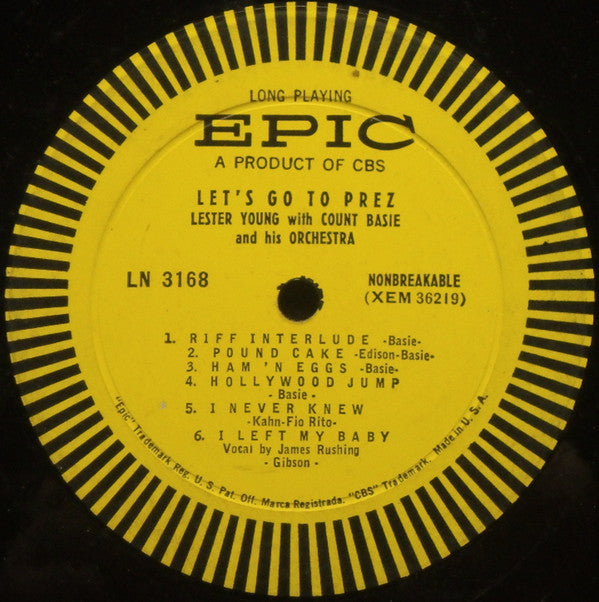 LONG PLAYING
EPIC
A PRODUCT OF CBS
LET'S GO TO PREZ
LESTER YOUNG with COUNT BASIE
and his ORCHESTRA
LN 3168
NONBREAKABLE
(XEM 36219)
1. RIFF INTERLUDE -Basie-
2. POUND CAKE -Edison-Basie-
3. HAM 'N EGGS -Basie-
4. HOLLYWOOD JUMP
- Basie -
5. I NEVER KNEW
-Kahn-Fio Rito-
6. I LEFT MY BABY
Vocal by James Rushing
- Gibson -
"Epic" Trademark Reg. U. S. Pat. Off. Marca Registrada. "CBS" Trademark. Made in U. S. A.